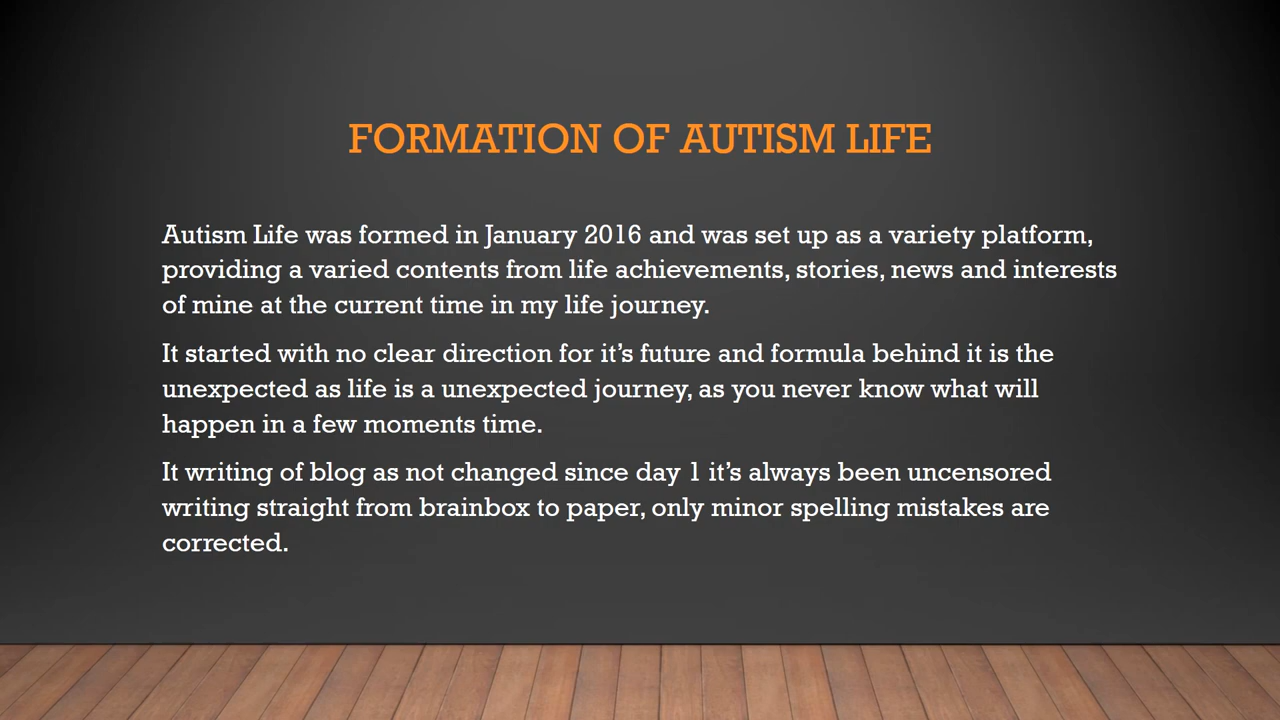 FORMATION OF AUTISM LIFE
Autism Life was formed in January 2016 and was set up as a variety platform,
providing a varied contents from life achievements, stories, news and interests
of mine at the current time in my life journey.
It started with no clear direction for it’s future and formula behind it is the
unexpected as life is a unexpected journey, as you never know what will
happen in a few moments time.
It writing of blog as not changed since day 1 it’s always been uncensored
writing straight from brainbox to paper, only minor spelling mistakes are
corrected.